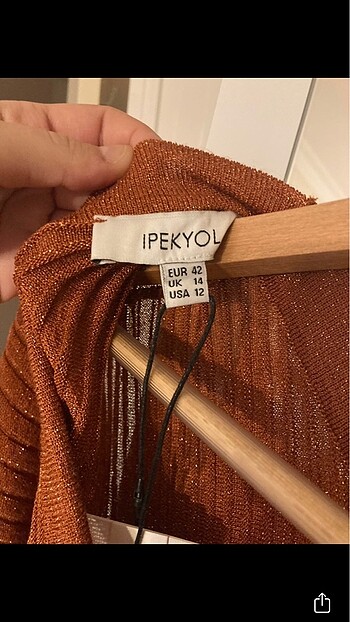 IPEKYOL
EUR 42
UK 14
USA 12